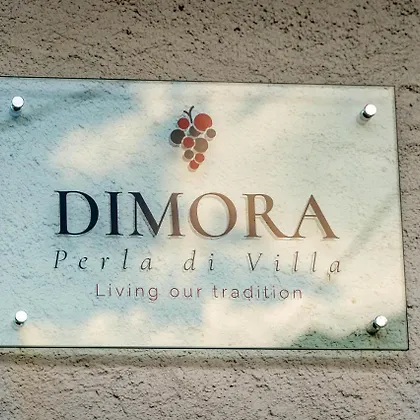 DIMORA
Perla di Villa
Living our tradition